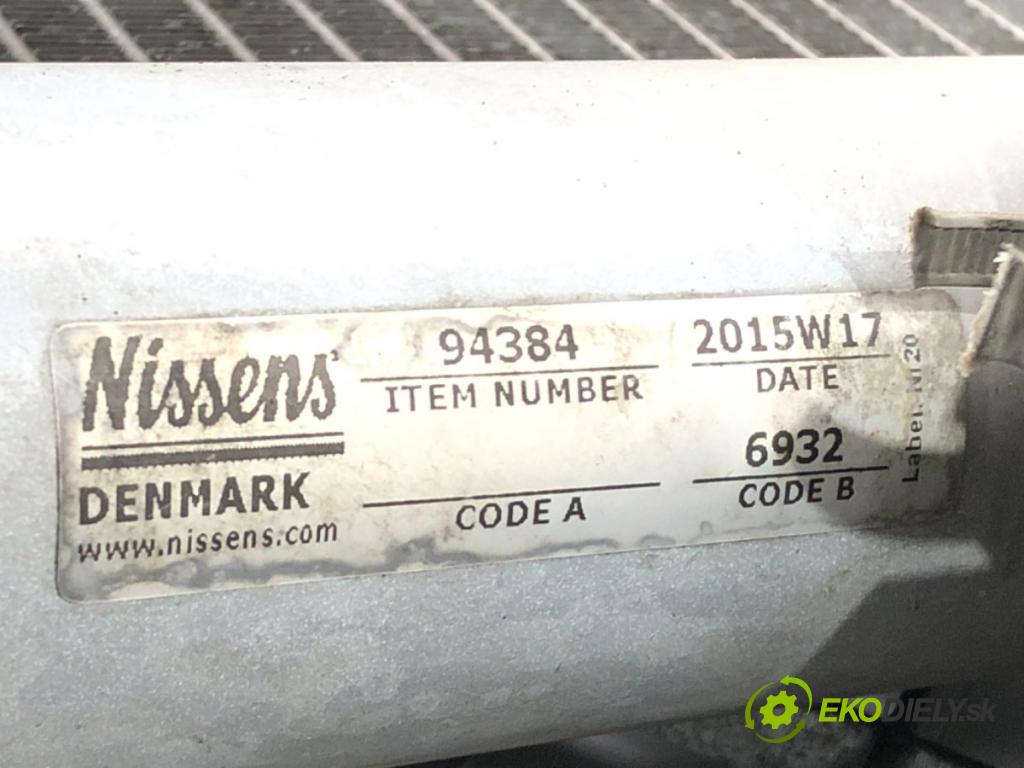 Nissens
DENMARK
www.nissens.com
94384
ITEM NUMBER
CODE A
2015W17
DATE
6932
CODE B
Label: NI 20
EKODIELY.sk